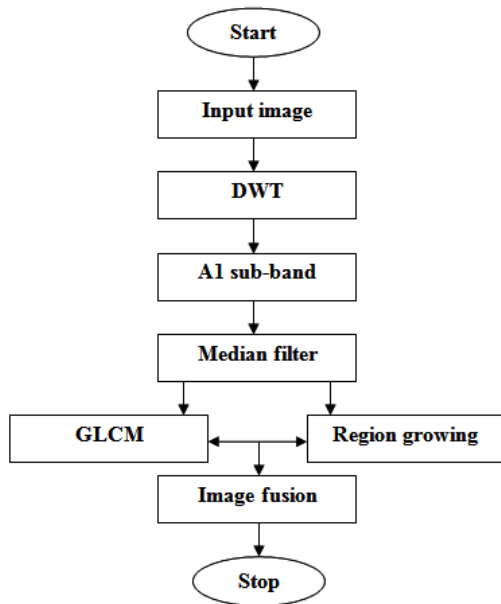 Start
Input image
DWT
A1 sub-band
Median filter
GLCM
Region growing
Image fusion
Stop